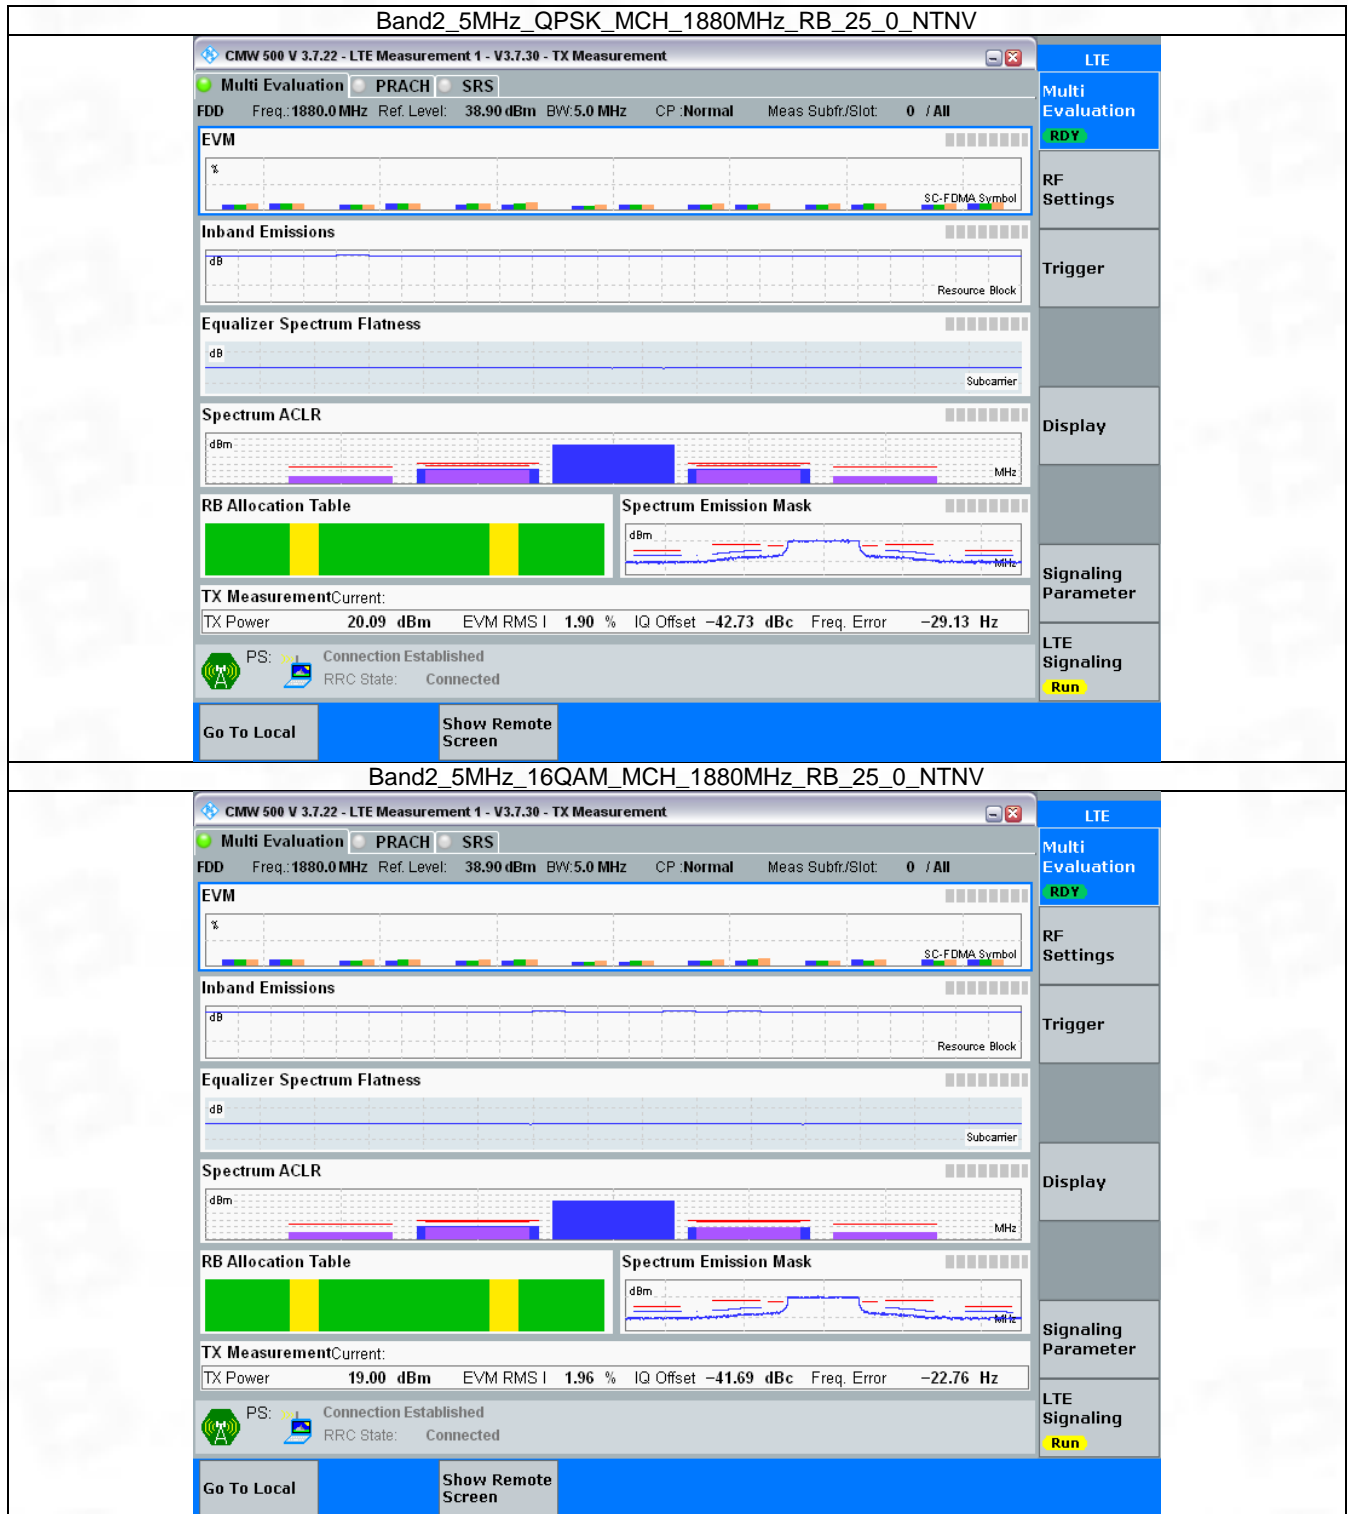 Band2_5MHz_QPSK_MCH_1880MHz_RB_25_0_NTNV
CMW 500 V 3.7.22 - LTE Measurement 1 - V3.7.30 - TX Measurement
LTE
Multi Evaluation PRACH SRS
FDD Freq.: 1880.0 MHz Ref. Level: 38.90 dBm BW: 5.0 MHz CP : Normal Meas Subfr./Slot: 0 / All
Multi
Evaluation
RDY
EVM
%
SC-FDMA Symbol
RF
Settings
Inband Emissions
dB
Resource Block
Trigger
Equalizer Spectrum Flatness
dB
Subcarrier
Spectrum ACLR
dBm
MHz
Display
RB Allocation Table
Spectrum Emission Mask
dBm
MHz
Signaling
Parameter
TX Measurement Current:
TX Power 20.09 dBm EVM RMS l 1.90 % IQ Offset −42.73 dBc Freq. Error −29.13 Hz
PS: Connection Established
RRC State: Connected
LTE
Signaling
Run
Go To Local
Show Remote
Screen
Band2_5MHz_16QAM_MCH_1880MHz_RB_25_0_NTNV
CMW 500 V 3.7.22 - LTE Measurement 1 - V3.7.30 - TX Measurement
LTE
Multi Evaluation PRACH SRS
FDD Freq.: 1880.0 MHz Ref. Level: 38.90 dBm BW: 5.0 MHz CP : Normal Meas Subfr./Slot: 0 / All
Multi
Evaluation
RDY
EVM
%
SC-FDMA Symbol
RF
Settings
Inband Emissions
dB
Resource Block
Trigger
Equalizer Spectrum Flatness
dB
Subcarrier
Spectrum ACLR
dBm
MHz
Display
RB Allocation Table
Spectrum Emission Mask
dBm
MHz
Signaling
Parameter
TX Measurement Current:
TX Power 19.00 dBm EVM RMS l 1.96 % IQ Offset −41.69 dBc Freq. Error −22.76 Hz
PS: Connection Established
RRC State: Connected
LTE
Signaling
Run
Go To Local
Show Remote
Screen